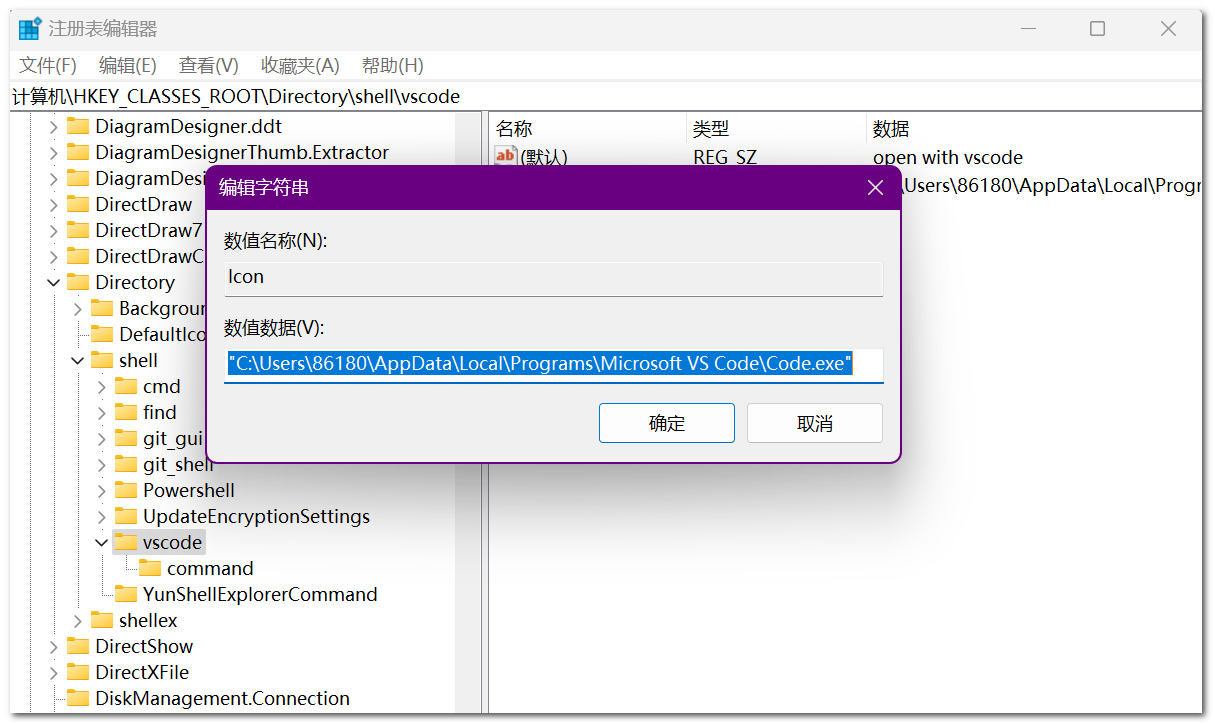 注册表编辑器
文件(F) 编辑(E) 查看(V) 收藏夹(A) 帮助(H)
计算机\HKEY_CLASSES_ROOT\Directory\shell\vscode
DiagramDesigner.ddt
DiagramDesignerThumb.Extractor
DiagramDesi
DirectDraw
DirectDraw7
DirectDrawC
Directory
Backgroun
DefaultIco
shell
cmd
find
git_gui
git_shell
Powershell
UpdateEncryptionSettings
vscode
command
YunShellExplorerCommand
shellex
DirectShow
DirectXFile
DiskManagement.Connection
名称 类型 数据
ab (默认) REG_SZ open with vscode
\Users\86180\AppData\Local\Progr
编辑字符串
数值名称(N):
Icon
数值数据(V):
"C:\Users\86180\AppData\Local\Programs\Microsoft VS Code\Code.exe"
确定 取消